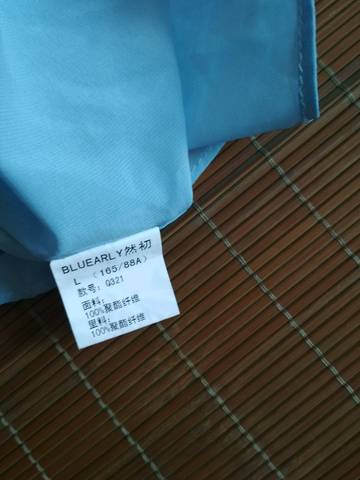 BLUEARLY然初
L （165/88A）
款号：Q321
面料：
100%聚酯纤维
里料：
100%聚酯纤维